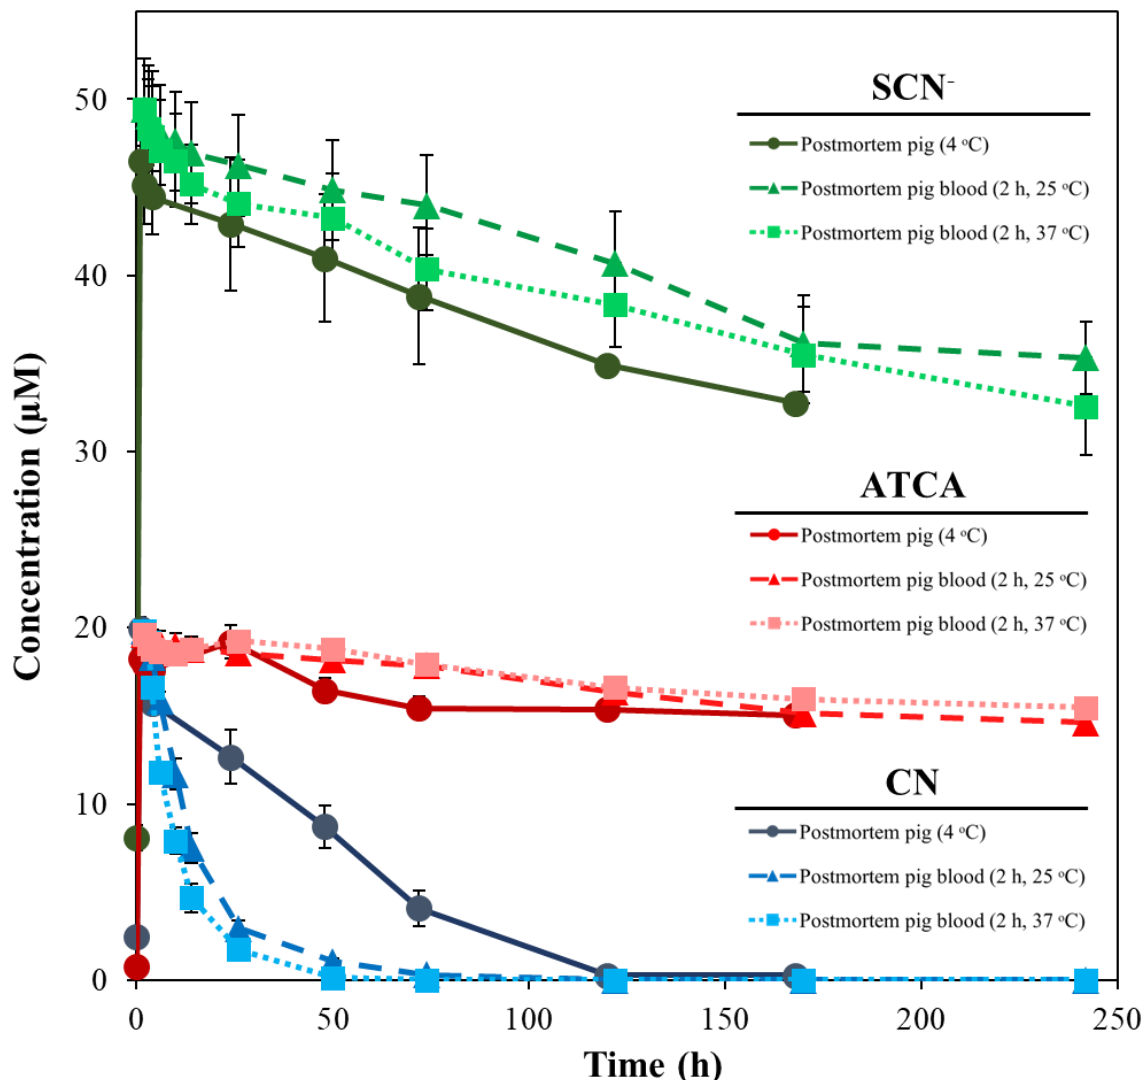 SCN⁻
Postmortem pig (4 °C)
Postmortem pig blood (2 h, 25 °C)
Postmortem pig blood (2 h, 37 °C)
ATCA
Postmortem pig (4 °C)
Postmortem pig blood (2 h, 25 °C)
Postmortem pig blood (2 h, 37 °C)
CN
Postmortem pig (4 °C)
Postmortem pig blood (2 h, 25 °C)
Postmortem pig blood (2 h, 37 °C)
Concentration (µM)
50
40
30
20
10
0
0 50 100 150 200 250
Time (h)